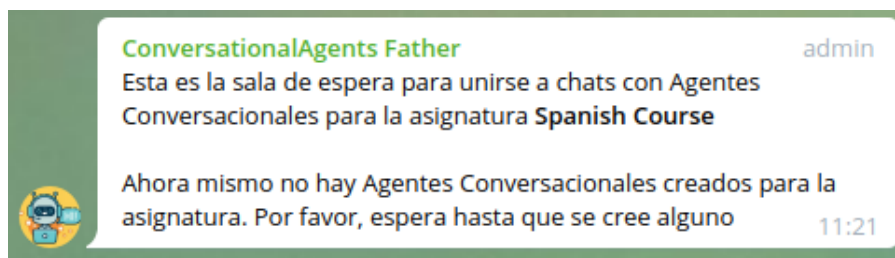 ConversationalAgents Father admin
Esta es la sala de espera para unirse a chats con Agentes
Conversacionales para la asignatura Spanish Course
Ahora mismo no hay Agentes Conversacionales creados para la
asignatura. Por favor, espera hasta que se cree alguno
11:21